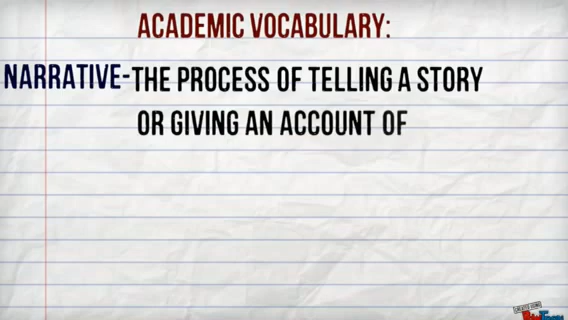 ACADEMIC VOCABULARY:
NARRATIVE-THE PROCESS OF TELLING A STORY
OR GIVING AN ACCOUNT OF